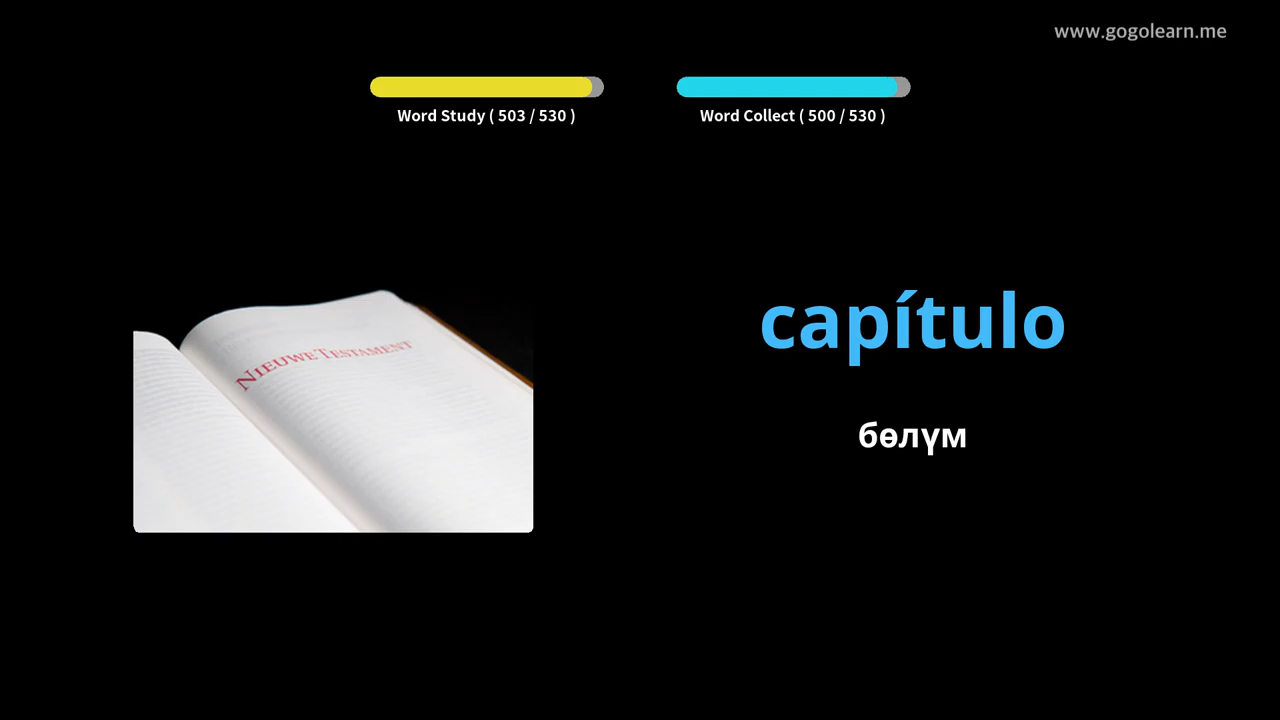 www.gogolearn.me
Word Study ( 503 / 530 )
Word Collect ( 500 / 530 )
NIEUWE TESTAMENT
capítulo
бөлүм